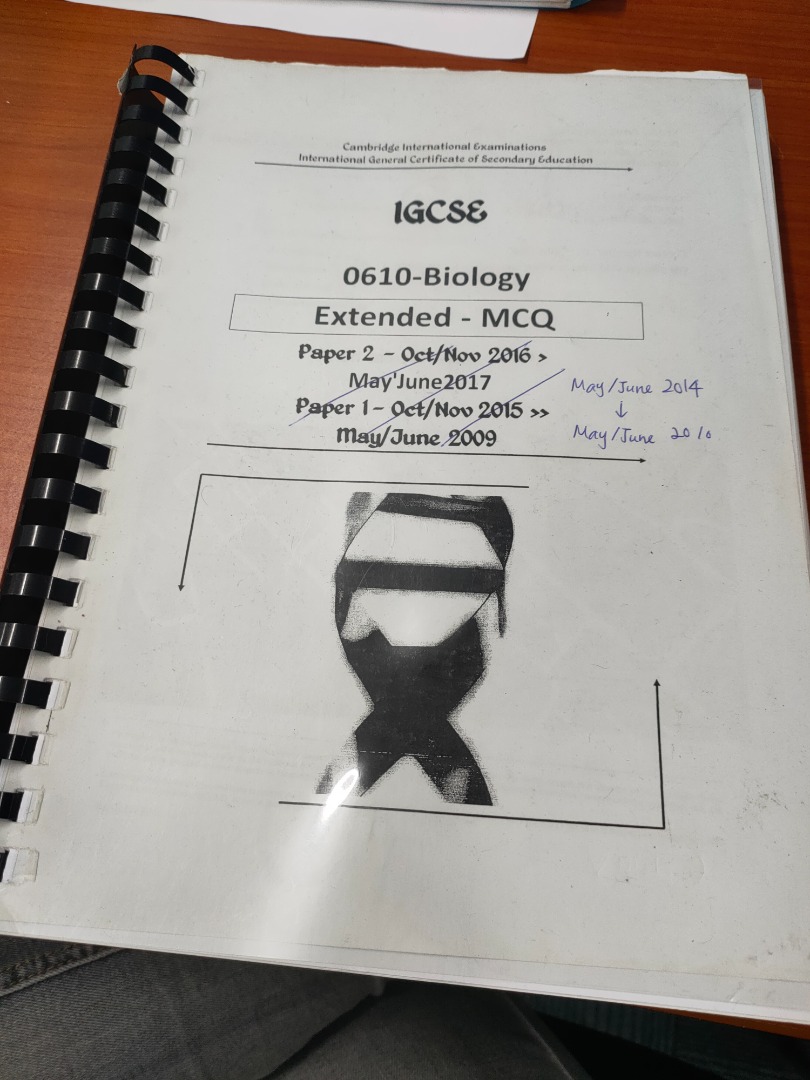 Cambridge International Examinations
International General Certificate of Secondary Education
IGCSE
0610-Biology
Extended - MCQ
Paper 2 - Oct/Nov 2016 >
May'June2017
Paper 1- Oct/Nov 2015 >>
May/June 2009
May/June 2014
↓
May/June 2010